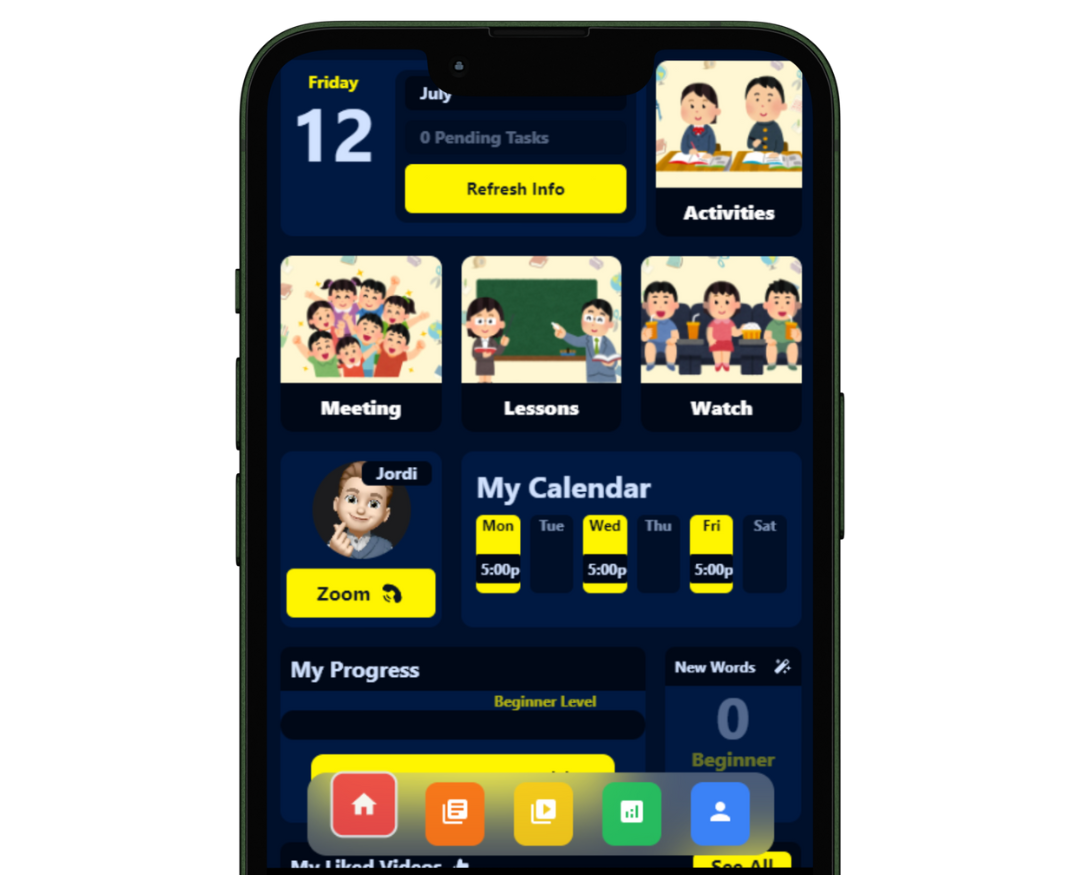 Friday
12
July
0 Pending Tasks
Refresh Info
Activities
Meeting
Lessons
Watch
Jordi
Zoom
My Calendar
Mon Tue Wed Thu Fri Sat
5:00p 5:00p 5:00p
My Progress
Beginner Level
New Words
0
Beginner
My Liked Videos
See All